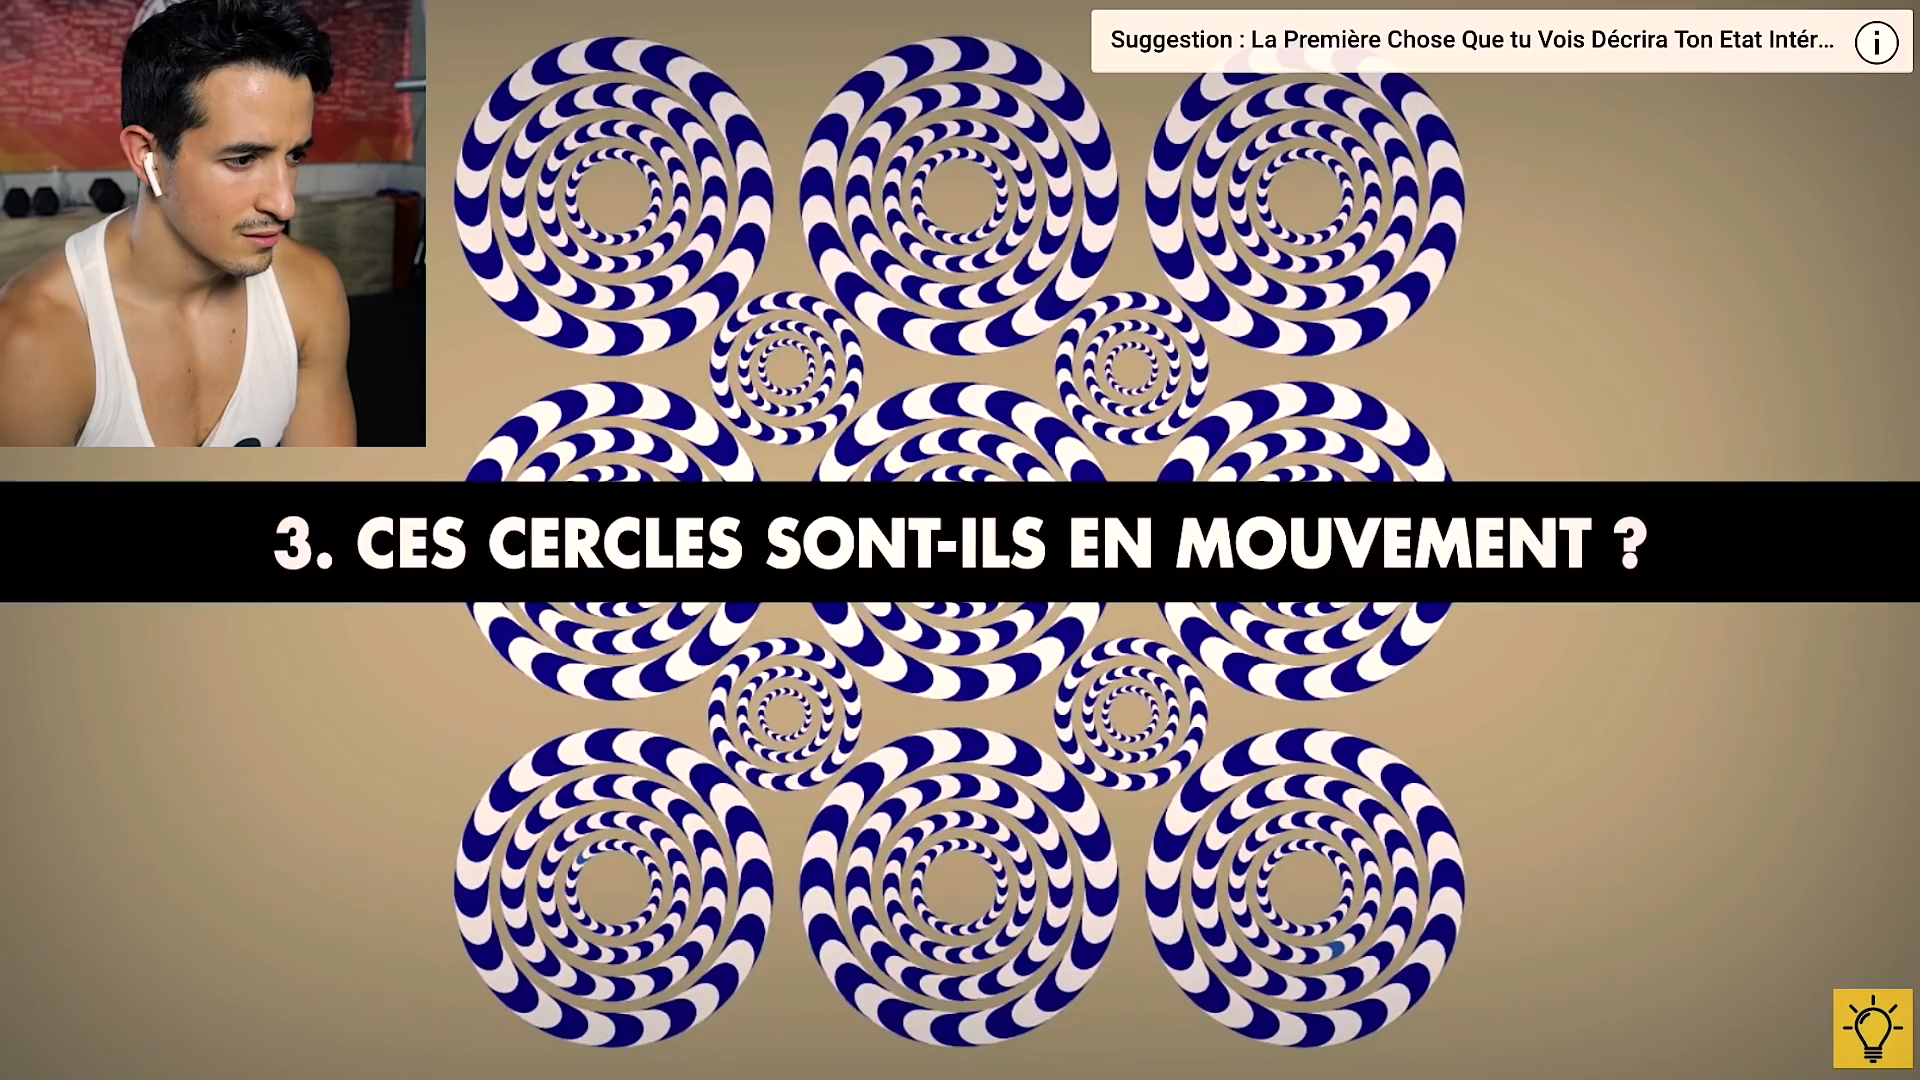 Suggestion : La Première Chose Que tu Vois Décrira Ton Etat Intér...
3. CES CERCLES SONT-ILS EN MOUVEMENT ?